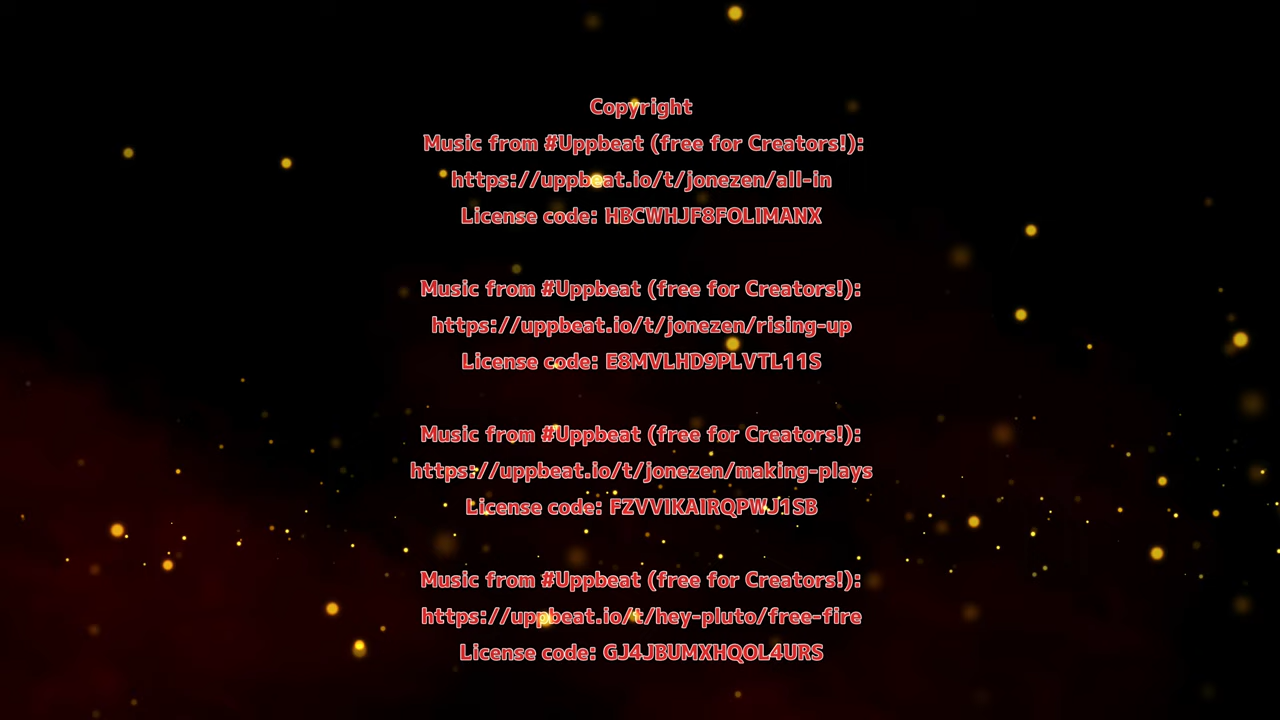 Copyright
Music from #Uppbeat (free for Creators!):
https://uppbeat.io/t/jonezen/all-in
License code: HBCWHJF8FOLIMANX
Music from #Uppbeat (free for Creators!):
https://uppbeat.io/t/jonezen/rising-up
License code: E8MVLHD9PLVTL11S
Music from #Uppbeat (free for Creators!):
https://uppbeat.io/t/jonezen/making-plays
License code: FZVVIKAIRQPWJ1SB
Music from #Uppbeat (free for Creators!):
https://uppbeat.io/t/hey-pluto/free-fire
License code: GJ4JBUMXHQOL4URS